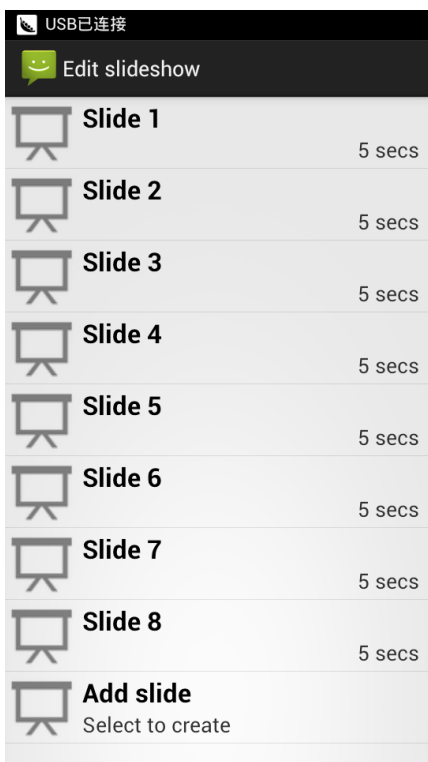 USB已连接
Edit slideshow
Slide 1
5 secs
Slide 2
5 secs
Slide 3
5 secs
Slide 4
5 secs
Slide 5
5 secs
Slide 6
5 secs
Slide 7
5 secs
Slide 8
5 secs
Add slide
Select to create